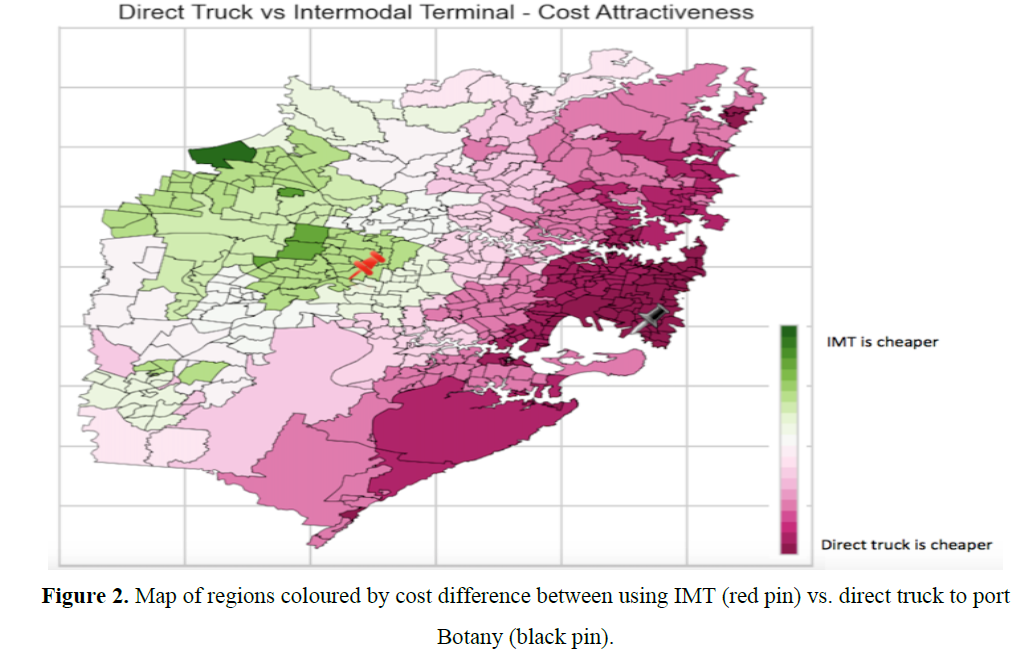 Direct Truck vs Intermodal Terminal - Cost Attractiveness
IMT is cheaper
Direct truck is cheaper
Figure 2. Map of regions coloured by cost difference between using IMT (red pin) vs. direct truck to port
Botany (black pin).